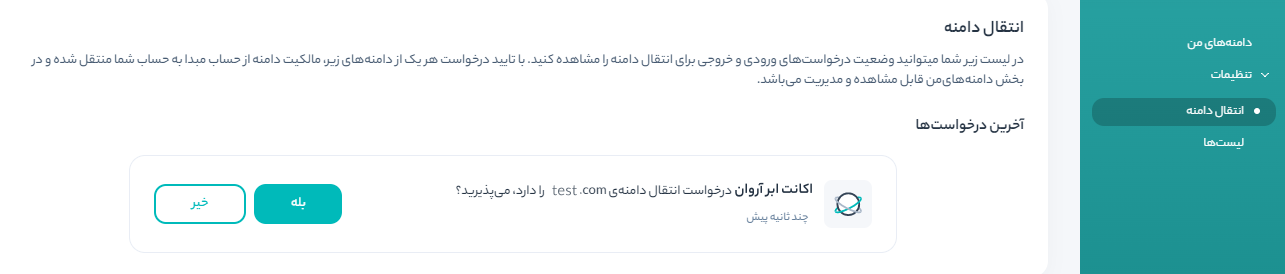 دامنه‌های من
تنظیمات
انتقال دامنه
لیست‌ها
انتقال دامنه
در لیست زیر شما میتوانید وضعیت درخواست‌های ورودی و خروجی برای انتقال دامنه را مشاهده کنید. با تایید درخواست هر یک از دامنه‌های زیر، مالکیت دامنه از حساب مبدا به حساب شما منتقل شده و در
بخش دامنه‌های‌من قابل مشاهده و مدیریت می‌باشد.
آخرین درخواست‌ها
اکانت ابر آروان درخواست انتقال دامنه‌ی test.com را دارد، می‌پذیرید؟
چند ثانیه پیش
بله
خیر